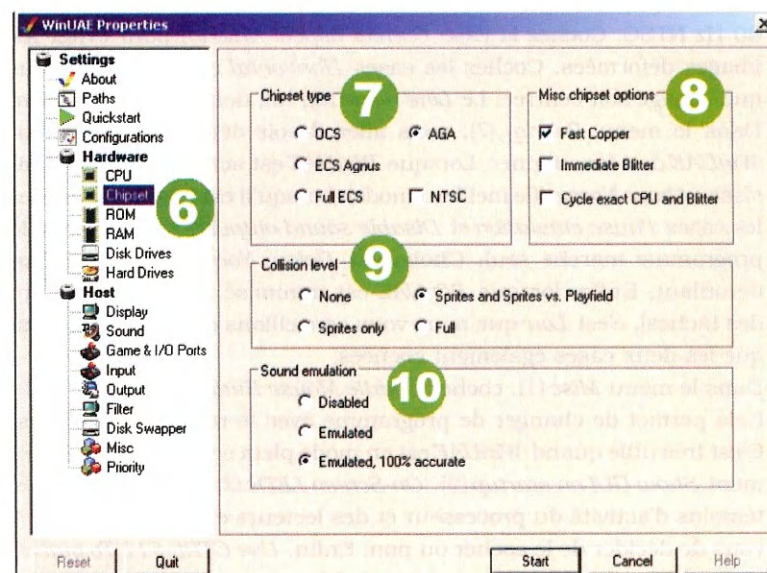 WinUAE Properties
Settings
About
Paths
Quickstart
Configurations
Hardware
CPU
Chipset
ROM
RAM
Disk Drives
Hard Drives
Host
Display
Sound
Game & I/O Ports
Input
Output
Filter
Disk Swapper
Misc
Priority
6
Chipset type
7
OCS
AGA
ECS Agnus
Full ECS
NTSC
Misc chipset options
8
Fast Copper
Immediate Blitter
Cycle exact CPU and Blitter
Collision level
9
None
Sprites and Sprites vs. Playfield
Sprites only
Full
Sound emulation
10
Disabled
Emulated
Emulated, 100% accurate
Reset
Quit
Start
Cancel
Help